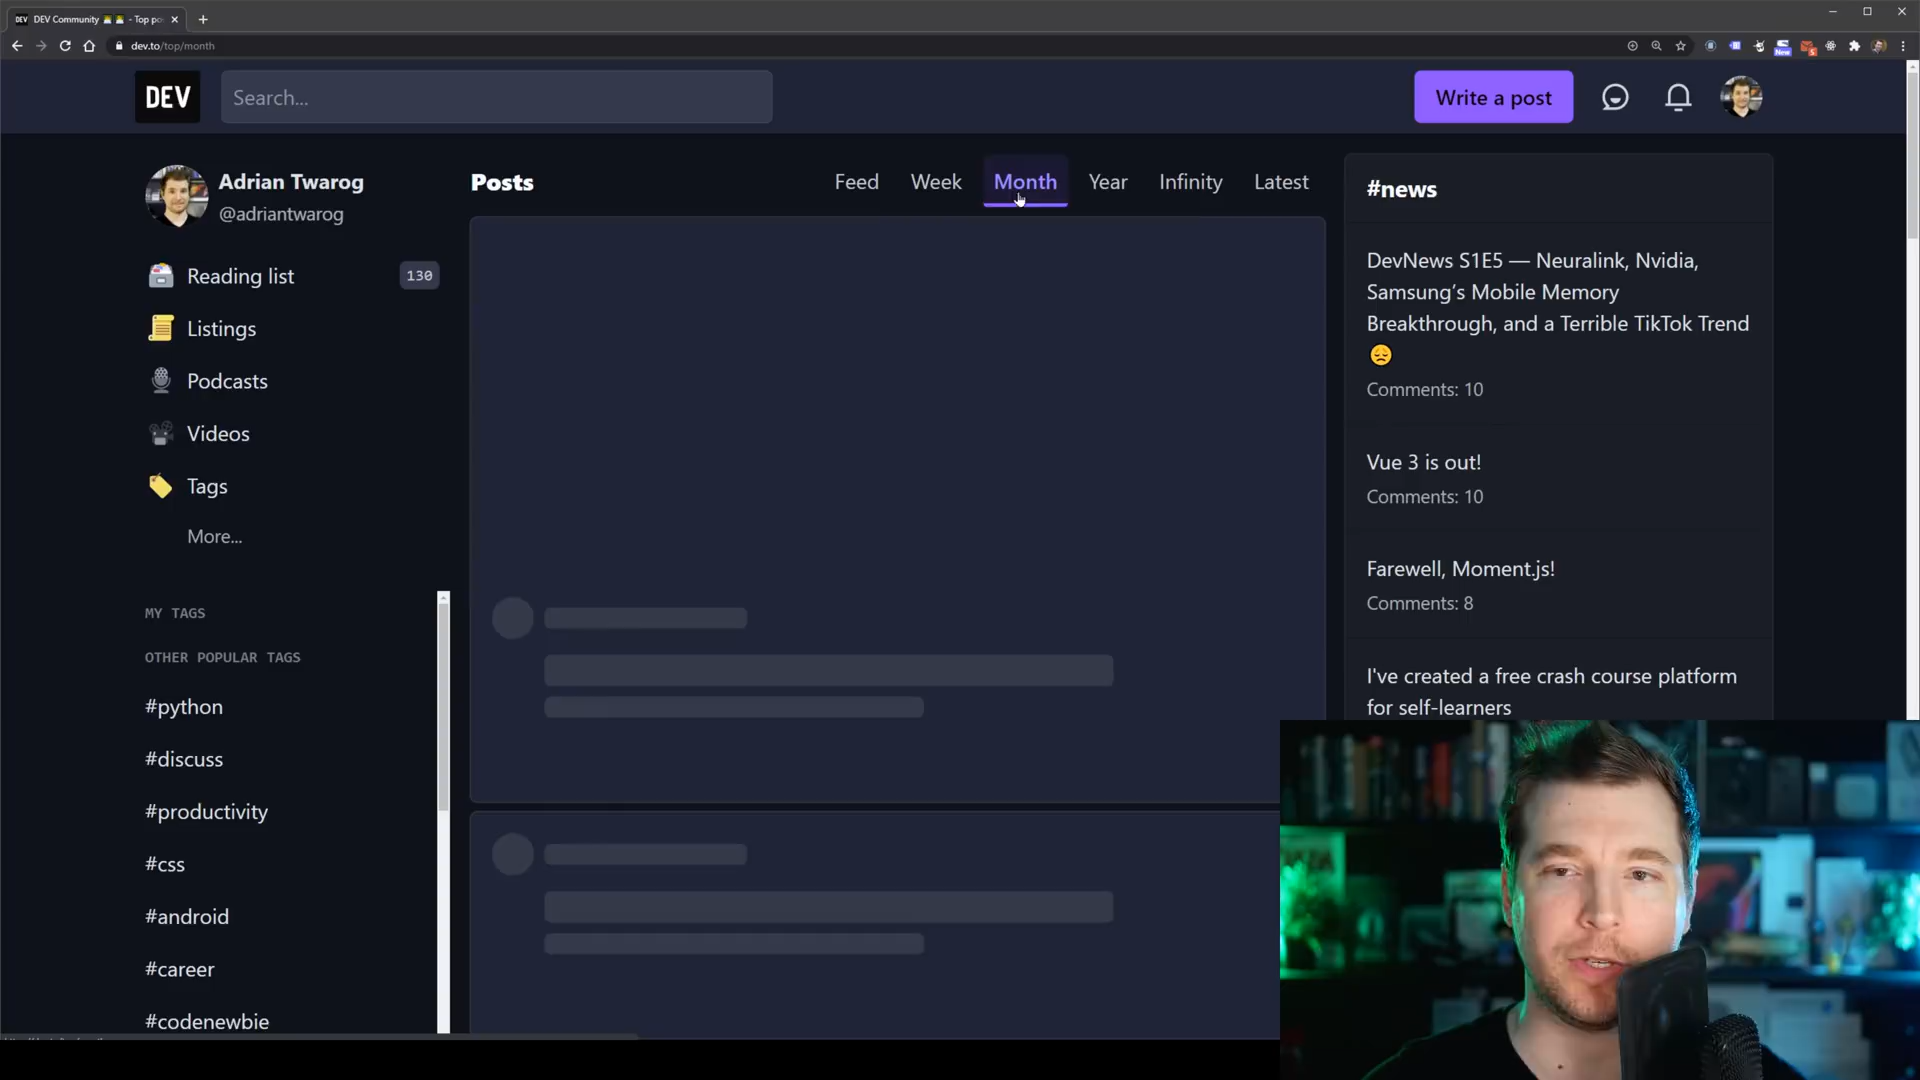 DEV Community
- Top po
dev.to/top/month
New
DEV
Search...
Write a post
Adrian Twarog
@adriantwarog
Reading list
130
Listings
Podcasts
Videos
Tags
More...
MY TAGS
OTHER POPULAR TAGS
#python
#discuss
#productivity
#css
#android
#career
#codenewbie
Posts
Feed
Week
Month
Year
Infinity
Latest
#news
DevNews S1E5 — Neuralink, Nvidia,
Samsung’s Mobile Memory
Breakthrough, and a Terrible TikTok Trend
Comments: 10
Vue 3 is out!
Comments: 10
Farewell, Moment.js!
Comments: 8
I've created a free crash course platform
for self-learners